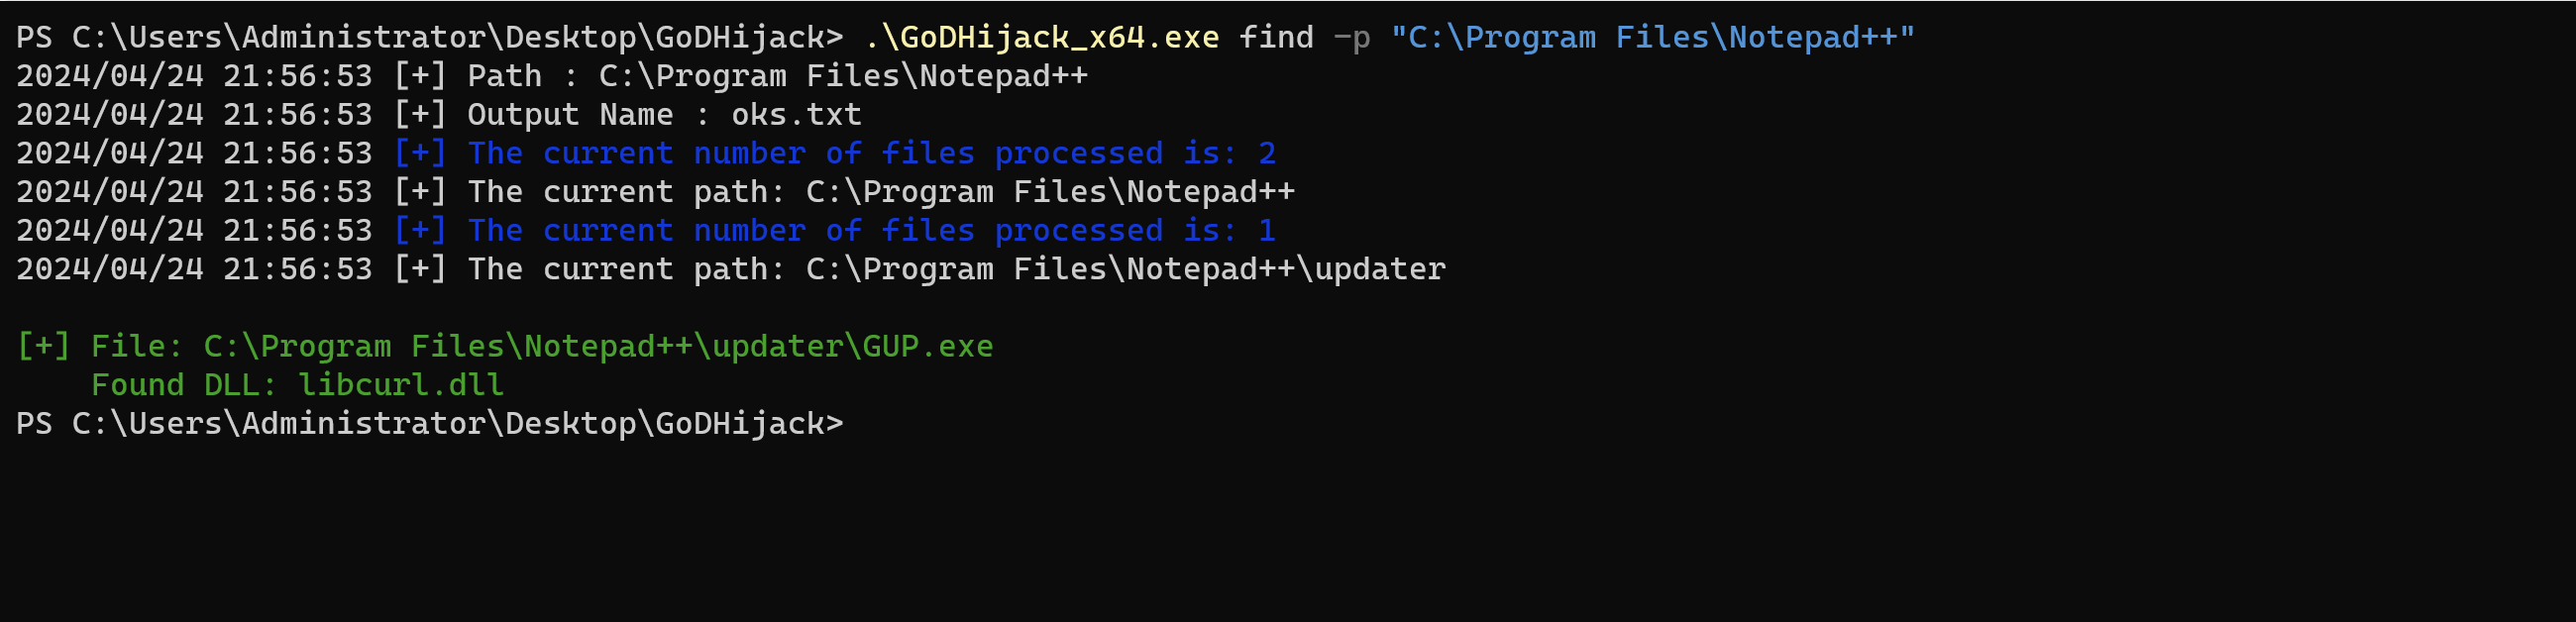 PS C:\Users\Administrator\Desktop\GoDHijack> .\GoDHijack_x64.exe find -p "C:\Program Files\Notepad++"
2024/04/24 21:56:53 [+] Path : C:\Program Files\Notepad++
2024/04/24 21:56:53 [+] Output Name : oks.txt
2024/04/24 21:56:53 [+] The current number of files processed is: 2
2024/04/24 21:56:53 [+] The current path: C:\Program Files\Notepad++
2024/04/24 21:56:53 [+] The current number of files processed is: 1
2024/04/24 21:56:53 [+] The current path: C:\Program Files\Notepad++\updater
[+] File: C:\Program Files\Notepad++\updater\GUP.exe
Found DLL: libcurl.dll
PS C:\Users\Administrator\Desktop\GoDHijack>